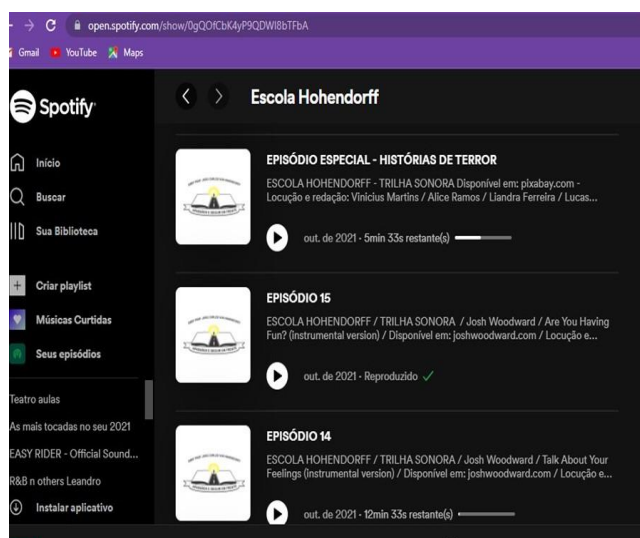 open.spotify.com/show/0gQOfCbK4yP9QDWI8bTFbA
Gmail YouTube Maps
Spotify
Início
Buscar
Sua Biblioteca
Criar playlist
Músicas Curtidas
Seus episódios
Teatro aulas
As mais tocadas no seu 2021
EASY RIDER - Official Sound...
R&B n others Leandro
Instalar aplicativo
Escola Hohendorff
EPISÓDIO ESPECIAL - HISTÓRIAS DE TERROR
ESCOLA HOHENDORFF - TRILHA SONORA Disponível em: pixabay.com -
Locução e redação: Vinicius Martins / Alice Ramos / Liandra Ferreira / Lucas...
out. de 2021 · 5min 33s restante(s)
EPISÓDIO 15
ESCOLA HOHENDORFF / TRILHA SONORA / Josh Woodward / Are You Having
Fun? (instrumental version) / Disponível em: joshwoodward.com / Locução e...
out. de 2021 · Reproduzido
EPISÓDIO 14
ESCOLA HOHENDORFF / TRILHA SONORA / Josh Woodward / Talk About Your
Feelings (instrumental version) / Disponível em: joshwoodward.com / Locução e...
out. de 2021 · 12min 33s restante(s)